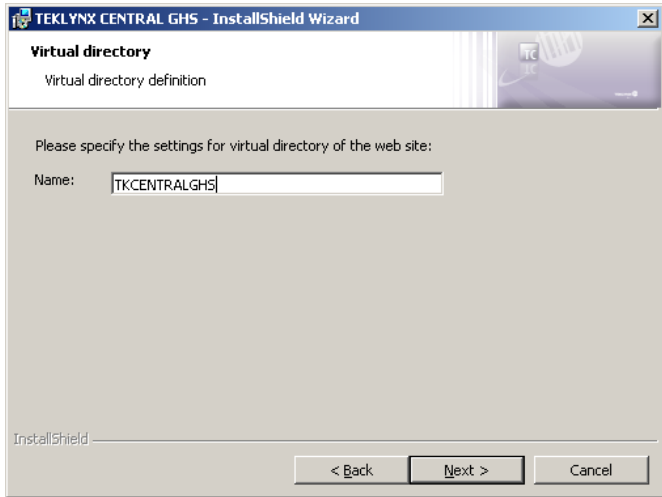 TEKLYNX CENTRAL GHS - InstallShield Wizard
Virtual directory
Virtual directory definition
TC
Please specify the settings for virtual directory of the web site:
Name:
TKCENTRALGHS
InstallShield
< Back
Next >
Cancel